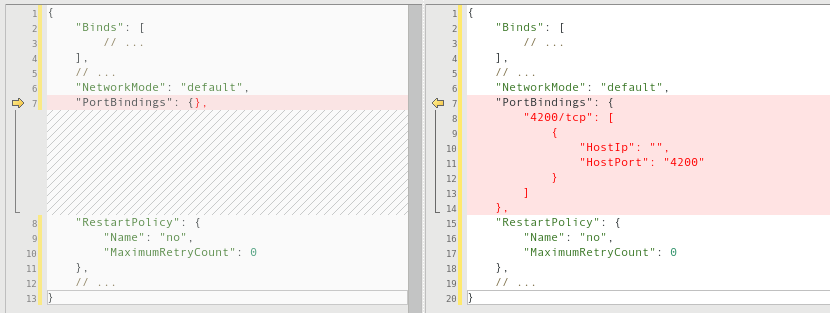 1 {
2     "Binds": [
3         // ...
4     ],
5     // ...
6     "NetworkMode": "default",
7     "PortBindings": {},
8     "RestartPolicy": {
9         "Name": "no",
10         "MaximumRetryCount": 0
11     },
12     // ...
13 }
1 {
2     "Binds": [
3         // ...
4     ],
5     // ...
6     "NetworkMode": "default",
7     "PortBindings": {
8         "4200/tcp": [
9             {
10                 "HostIp": "",
11                 "HostPort": "4200"
12             }
13         ]
14     },
15     "RestartPolicy": {
16         "Name": "no",
17         "MaximumRetryCount": 0
18     },
19     // ...
20 }